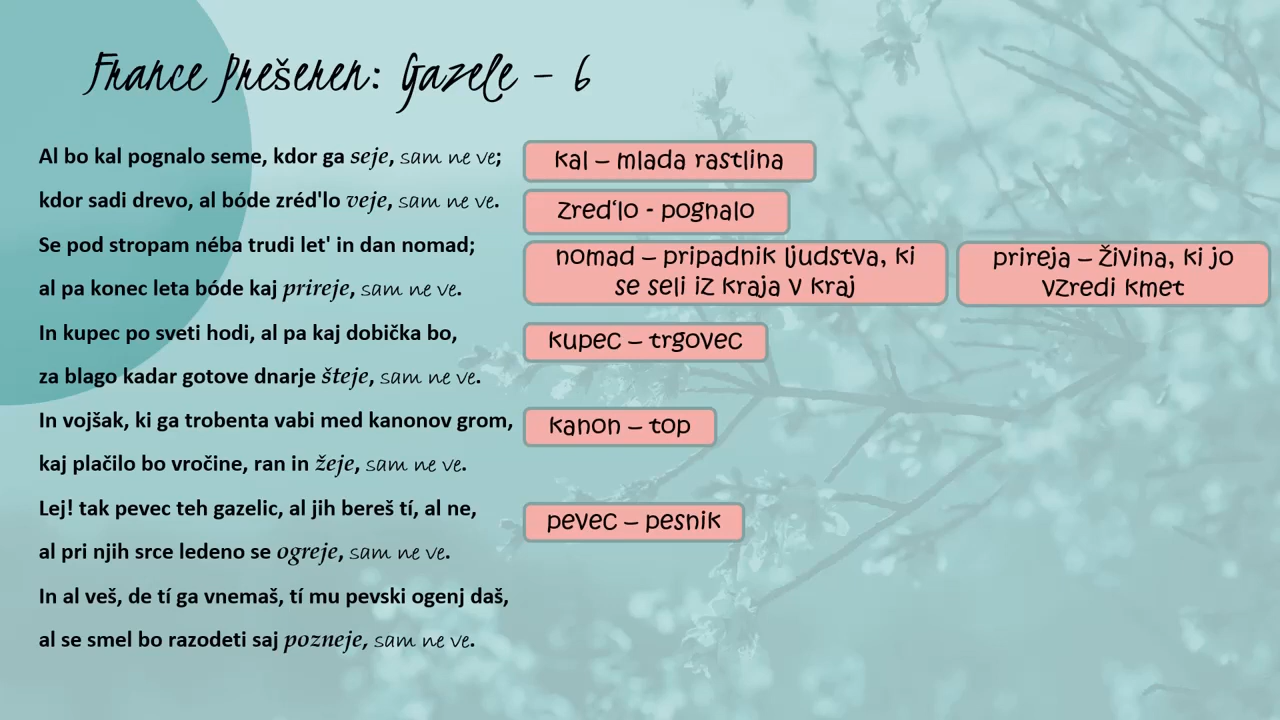 France Prešeren: Gazele – 6
Al bo kal pognalo seme, kdor ga seje, sam ne ve;
kal – mlada rastlina
kdor sadi drevo, al bóde zréd'lo veje, sam ne ve.
zred‘lo - pognalo
Se pod stropam néba trudi let' in dan nomad;
nomad – pripadnik ljudstva, ki
se seli iz kraja v kraj
prireja – živina, ki jo
vzredi kmet
al pa konec leta bóde kaj prireje, sam ne ve.
In kupec po sveti hodi, al pa kaj dobička bo,
kupec – trgovec
za blago kadar gotove dnarje šteje, sam ne ve.
In vojšak, ki ga trobenta vabi med kanonov grom,
kanon – top
kaj plačilo bo vročine, ran in žeje, sam ne ve.
Lej! tak pevec teh gazelic, al jih bereš tí, al ne,
pevec – pesnik
al pri njih srce ledeno se ogreje, sam ne ve.
In al veš, de tí ga vnemaš, tí mu pevski ogenj daš,
al se smel bo razodeti saj pozneje, sam ne ve.